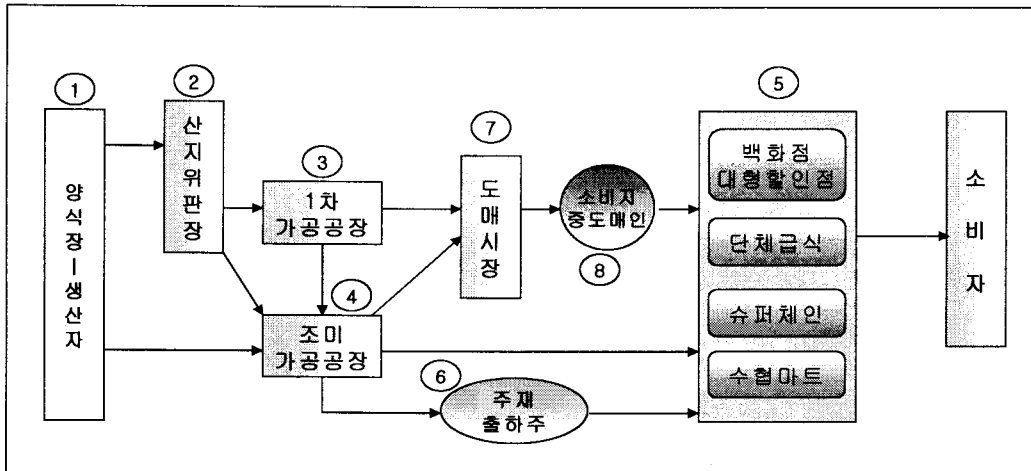 ①
양식장-생산자
②
산지위판장
③
1차
가공공장
④
조미
가공공장
⑦
도매시장
소비지
중도매인
⑧
⑥
주재
출하주
⑤
백화점
대형할인점
단체급식
슈퍼체인
수협마트
소비자